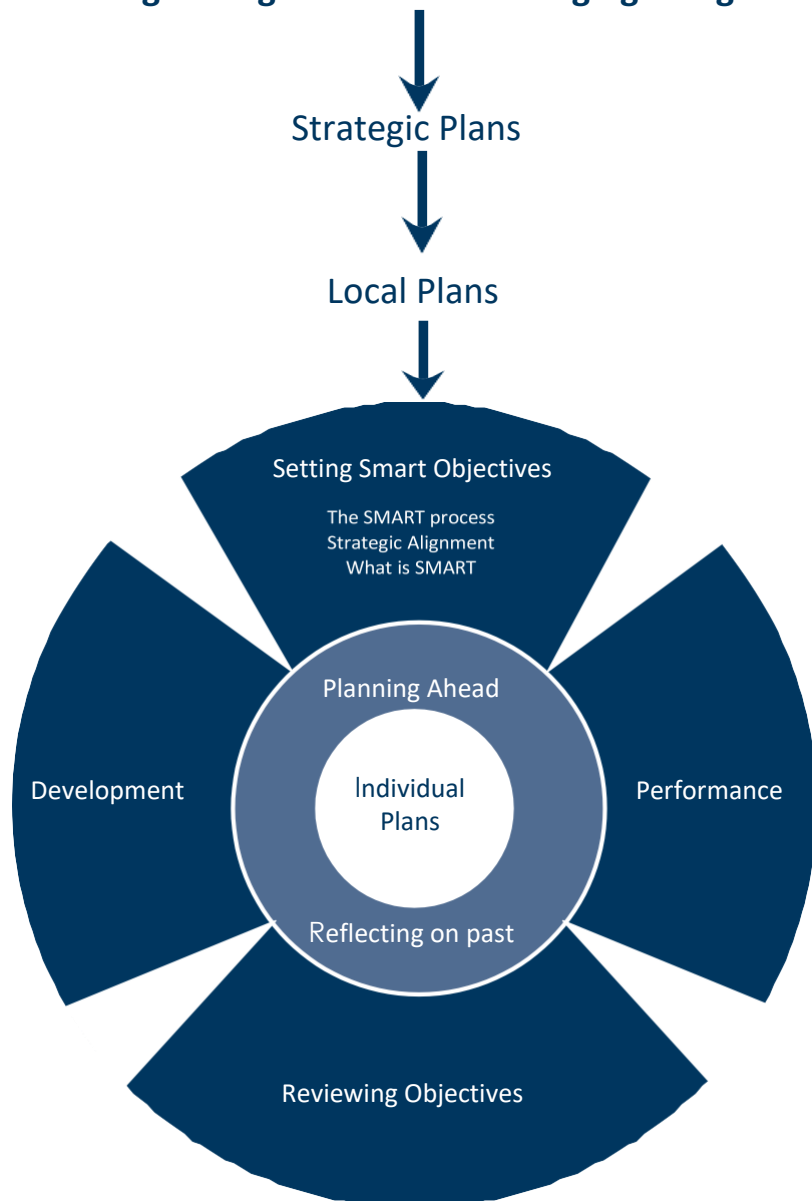 Strategic Plans
Local Plans
Setting Smart Objectives
The SMART process
Strategic Alignment
What is SMART
Planning Ahead
Development
Individual
Plans
Performance
Reflecting on past
Reviewing Objectives